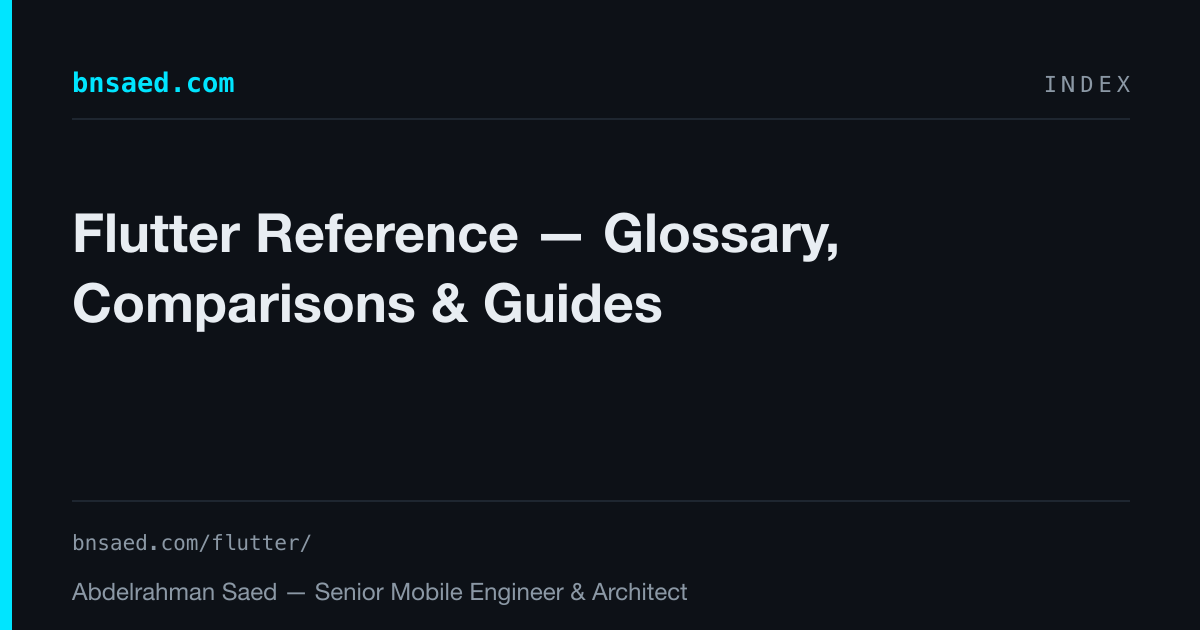 bnsaed.com
INDEX
Flutter Reference — Glossary,
Comparisons & Guides
bnsaed.com/flutter/
Abdelrahman Saed — Senior Mobile Engineer & Architect